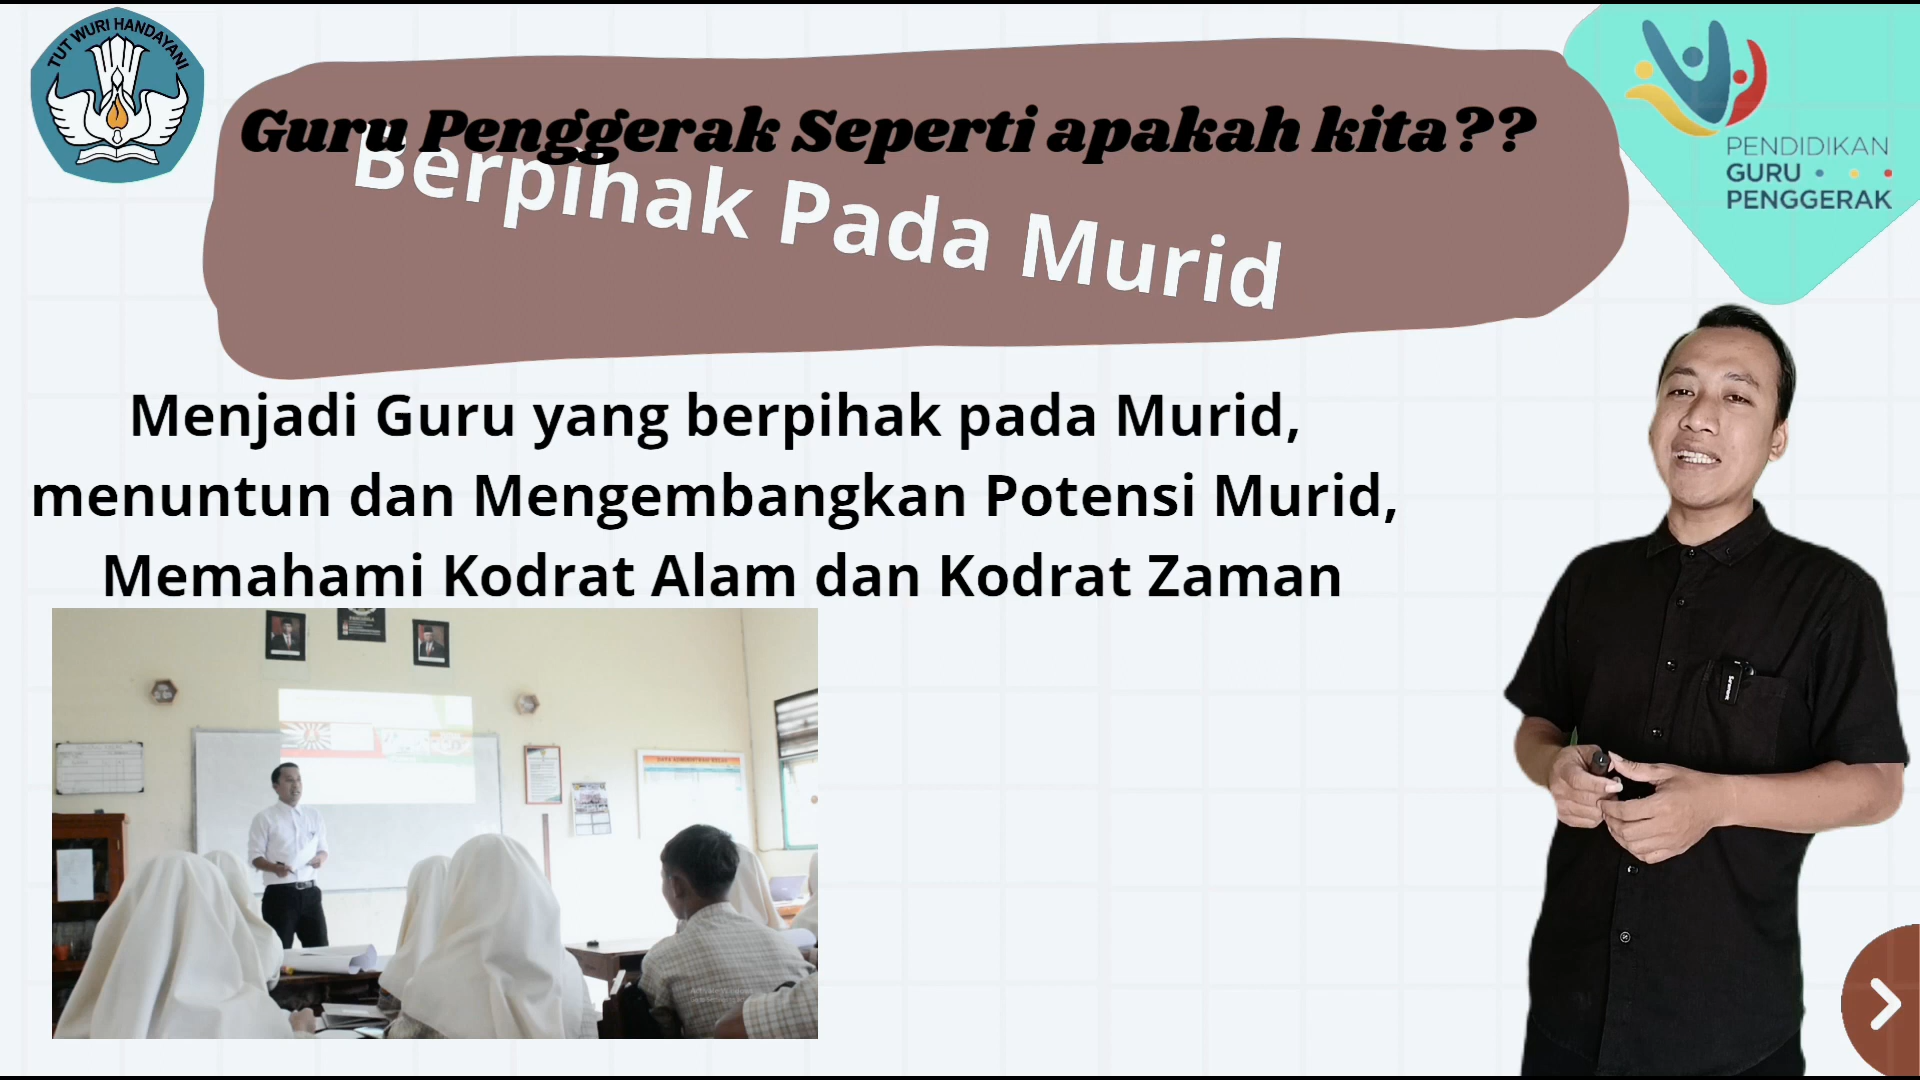 TUT WURI HANDAYANI
Guru Penggerak Seperti apakah kita??
Berpihak Pada Murid
PENDIDIKAN
GURU
PENGGERAK
Menjadi Guru yang berpihak pada Murid,
menuntun dan Mengembangkan Potensi Murid,
Memahami Kodrat Alam dan Kodrat Zaman